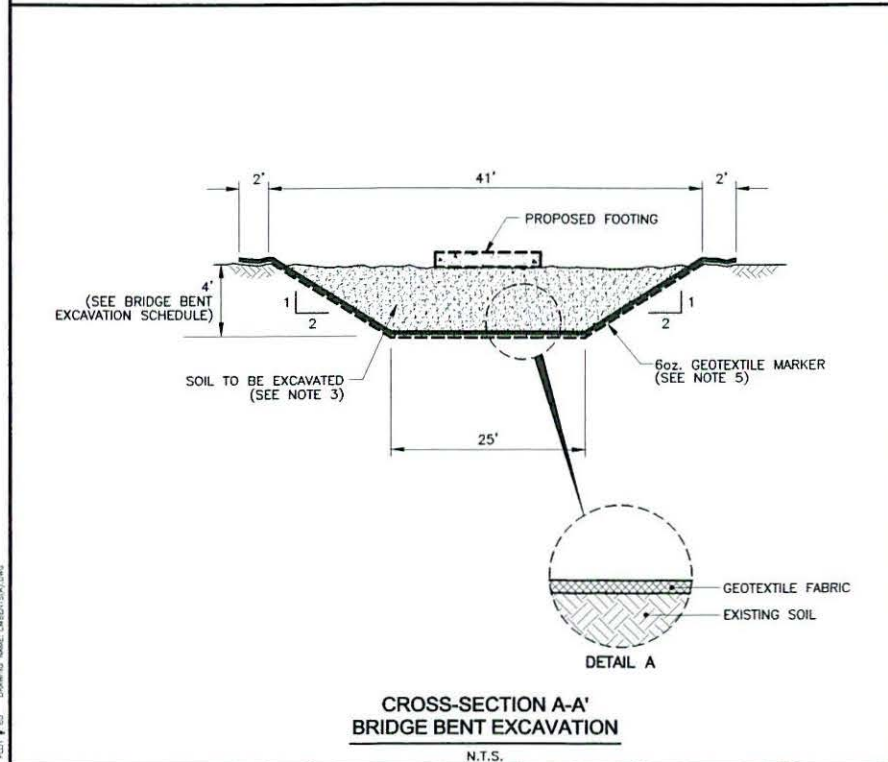 2'
41'
2'
PROPOSED FOOTING
4'
(SEE BRIDGE BENT
EXCAVATION SCHEDULE)
1
2
1
2
SOIL TO BE EXCAVATED
(SEE NOTE 3)
6oz. GEOTEXTILE MARKER
(SEE NOTE 5)
25'
GEOTEXTILE FABRIC
EXISTING SOIL
DETAIL A
CROSS-SECTION A-A'
BRIDGE BENT EXCAVATION
N.T.S.